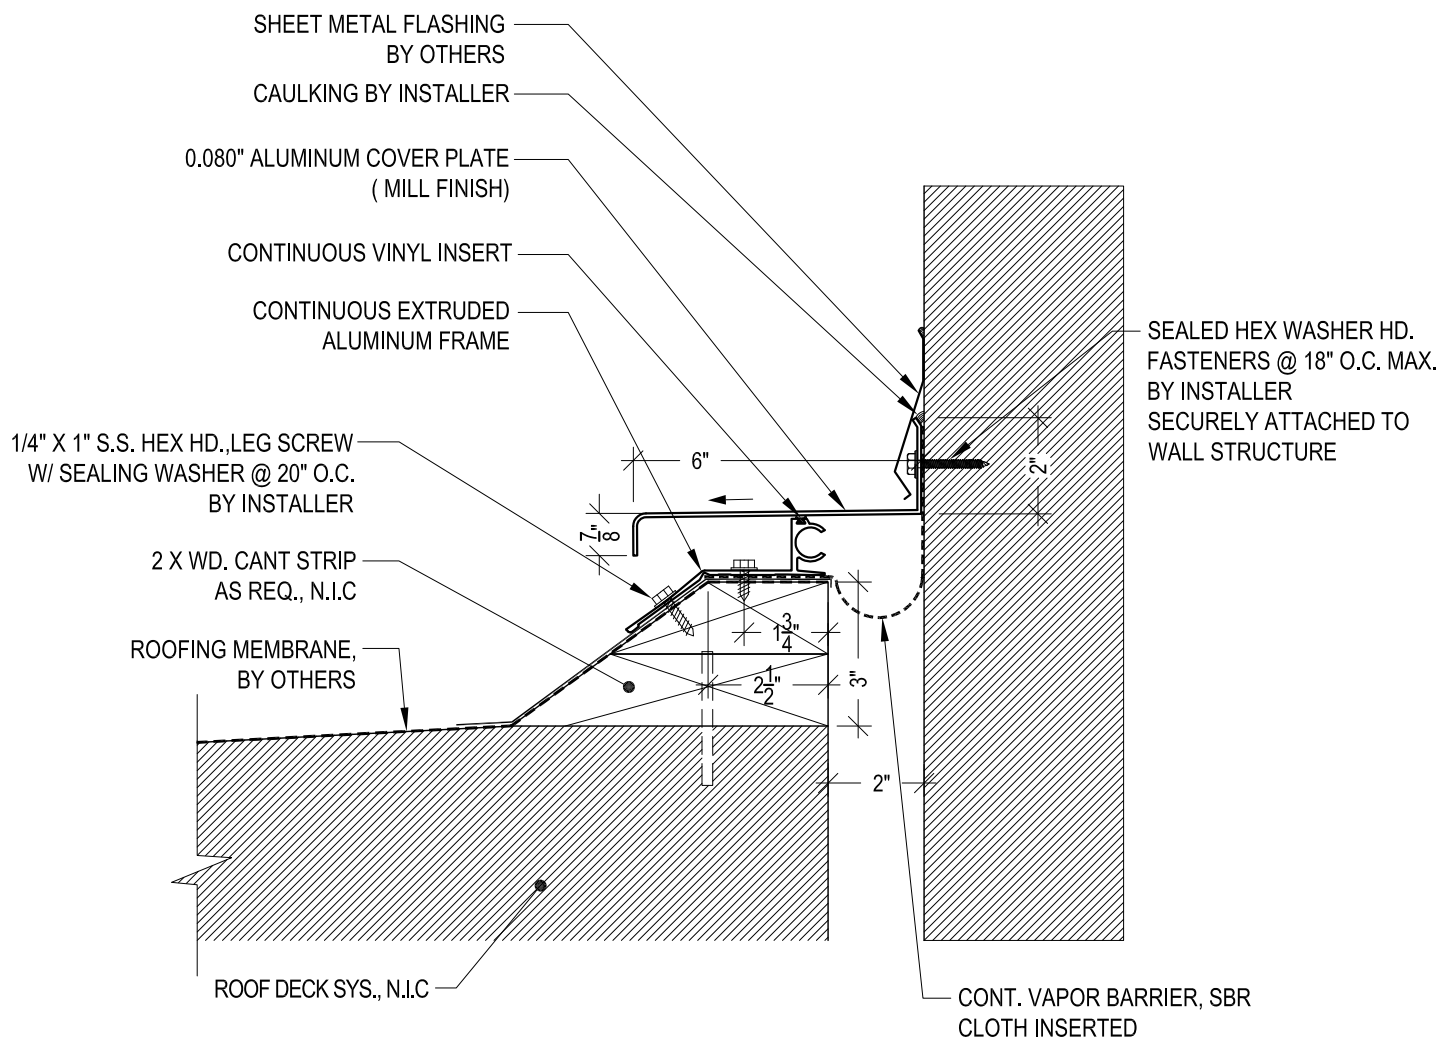 SHEET METAL FLASHING
BY OTHERS
CAULKING BY INSTALLER
0.080" ALUMINUM COVER PLATE
( MILL FINISH)
CONTINUOUS VINYL INSERT
CONTINUOUS EXTRUDED
ALUMINUM FRAME
1/4" X 1" S.S. HEX HD.,LEG SCREW
W/ SEALING WASHER @ 20" O.C.
BY INSTALLER
2 X WD. CANT STRIP
AS REQ., N.I.C
ROOFING MEMBRANE,
BY OTHERS
ROOF DECK SYS., N.I.C
SEALED HEX WASHER HD.
FASTENERS @ 18" O.C. MAX.
BY INSTALLER
SECURELY ATTACHED TO
WALL STRUCTURE
6"
2"
7/8"
1 3/4"
2 1/2"
3"
2"
CONT. VAPOR BARRIER, SBR
CLOTH INSERTED